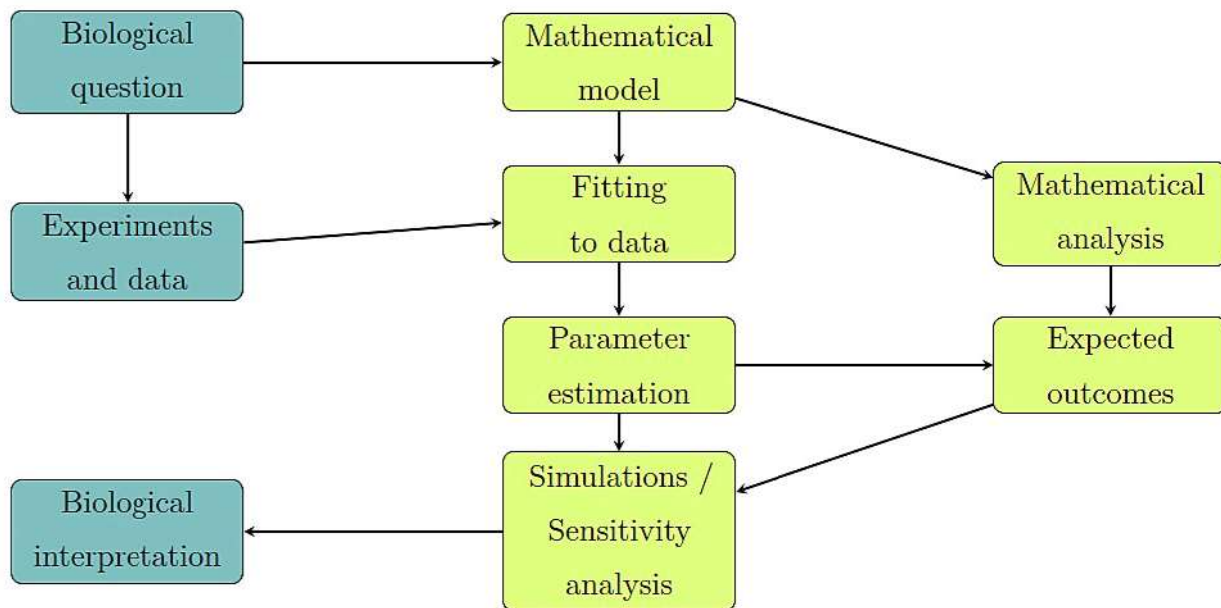 Biological
question
Mathematical
model
Experiments
and data
Fitting
to data
Mathematical
analysis
Parameter
estimation
Expected
outcomes
Biological
interpretation
Simulations /
Sensitivity
analysis